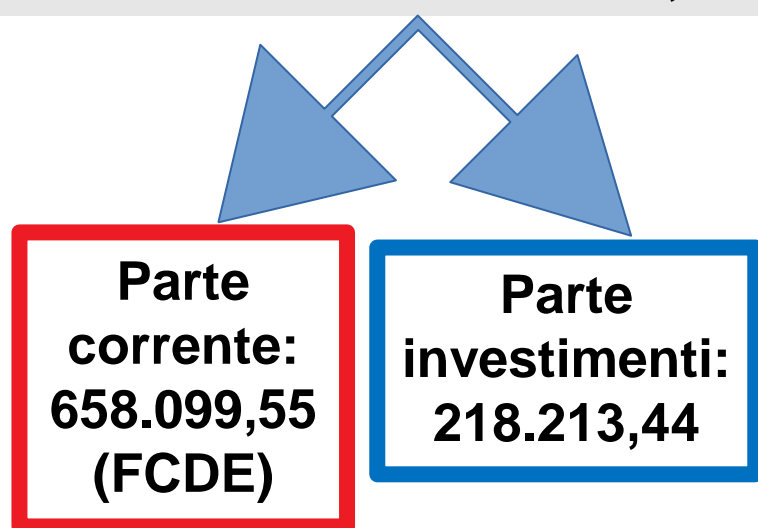 Parte
corrente:
658.099,55
(FCDE)
Parte
investimenti:
218.213,44